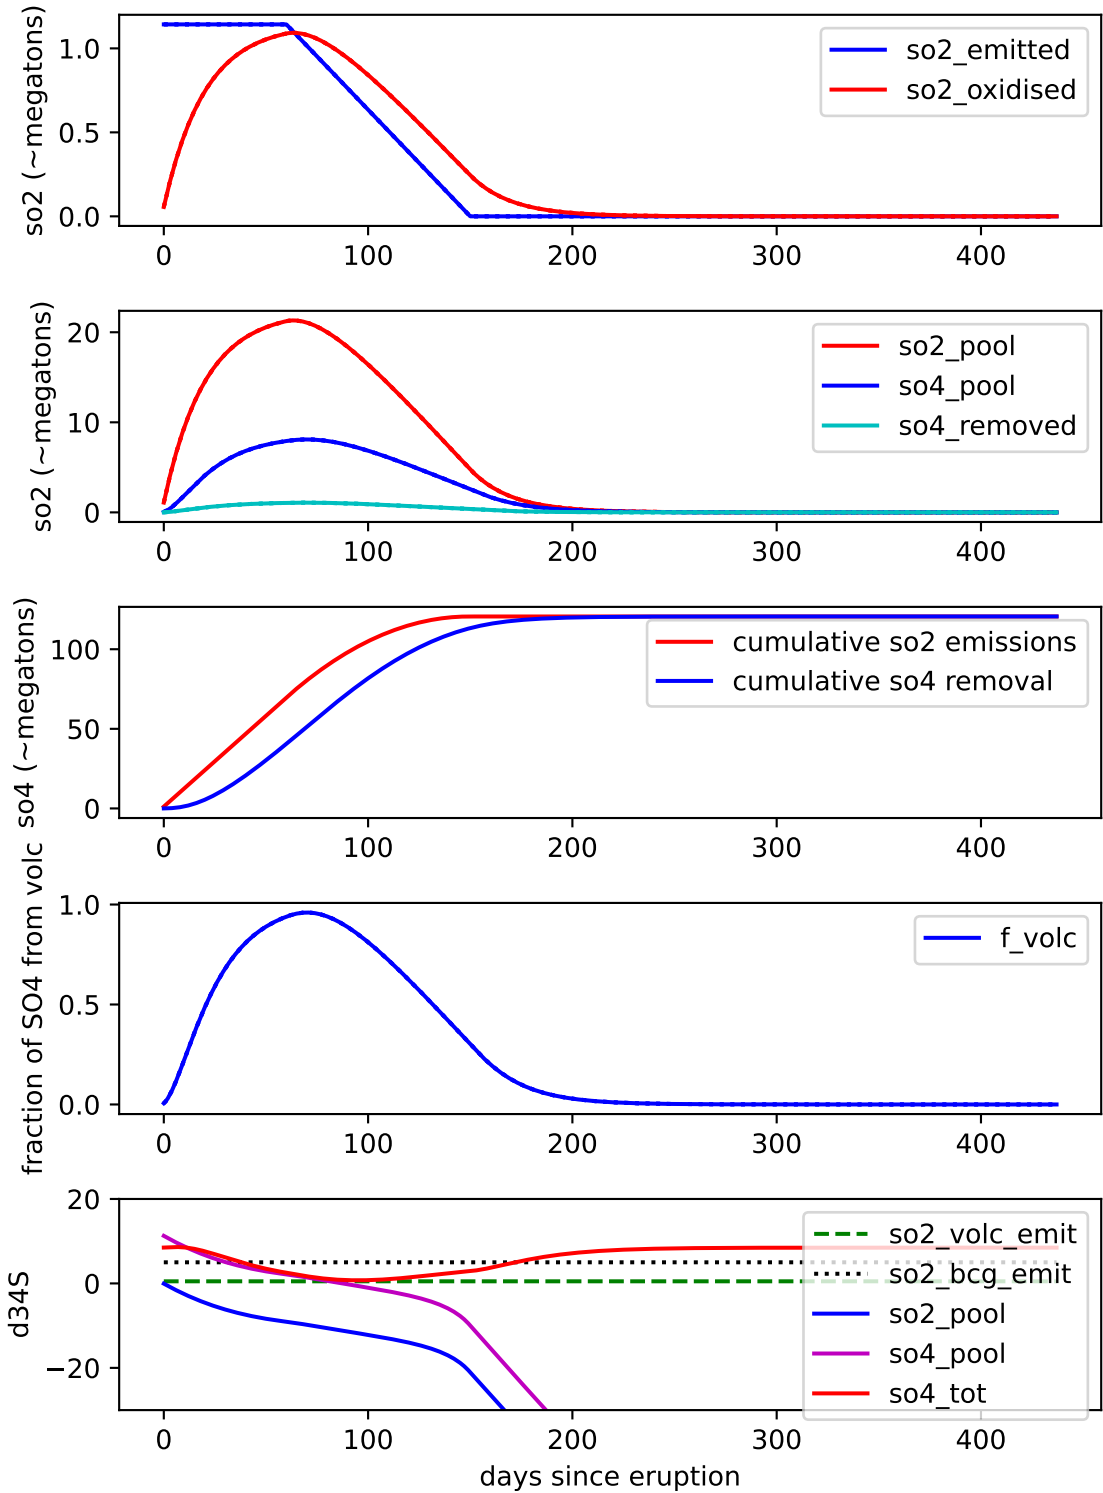 so2 (~megatons)
1.0
0.5
0.0
so2_emitted
so2_oxidised
0 100 200 300 400
so2 (~megatons)
20
10
0
so2_pool
so4_pool
so4_removed
0 100 200 300 400
so4 (~megatons)
100
50
0
cumulative so2 emissions
cumulative so4 removal
0 100 200 300 400
fraction of SO4 from volc
1.0
0.5
0.0
f_volc
0 100 200 300 400
d34S
20
0
−20
so2_volc_emit
so2_bcg_emit
so2_pool
so4_pool
so4_tot
0 100 200 300 400
days since eruption